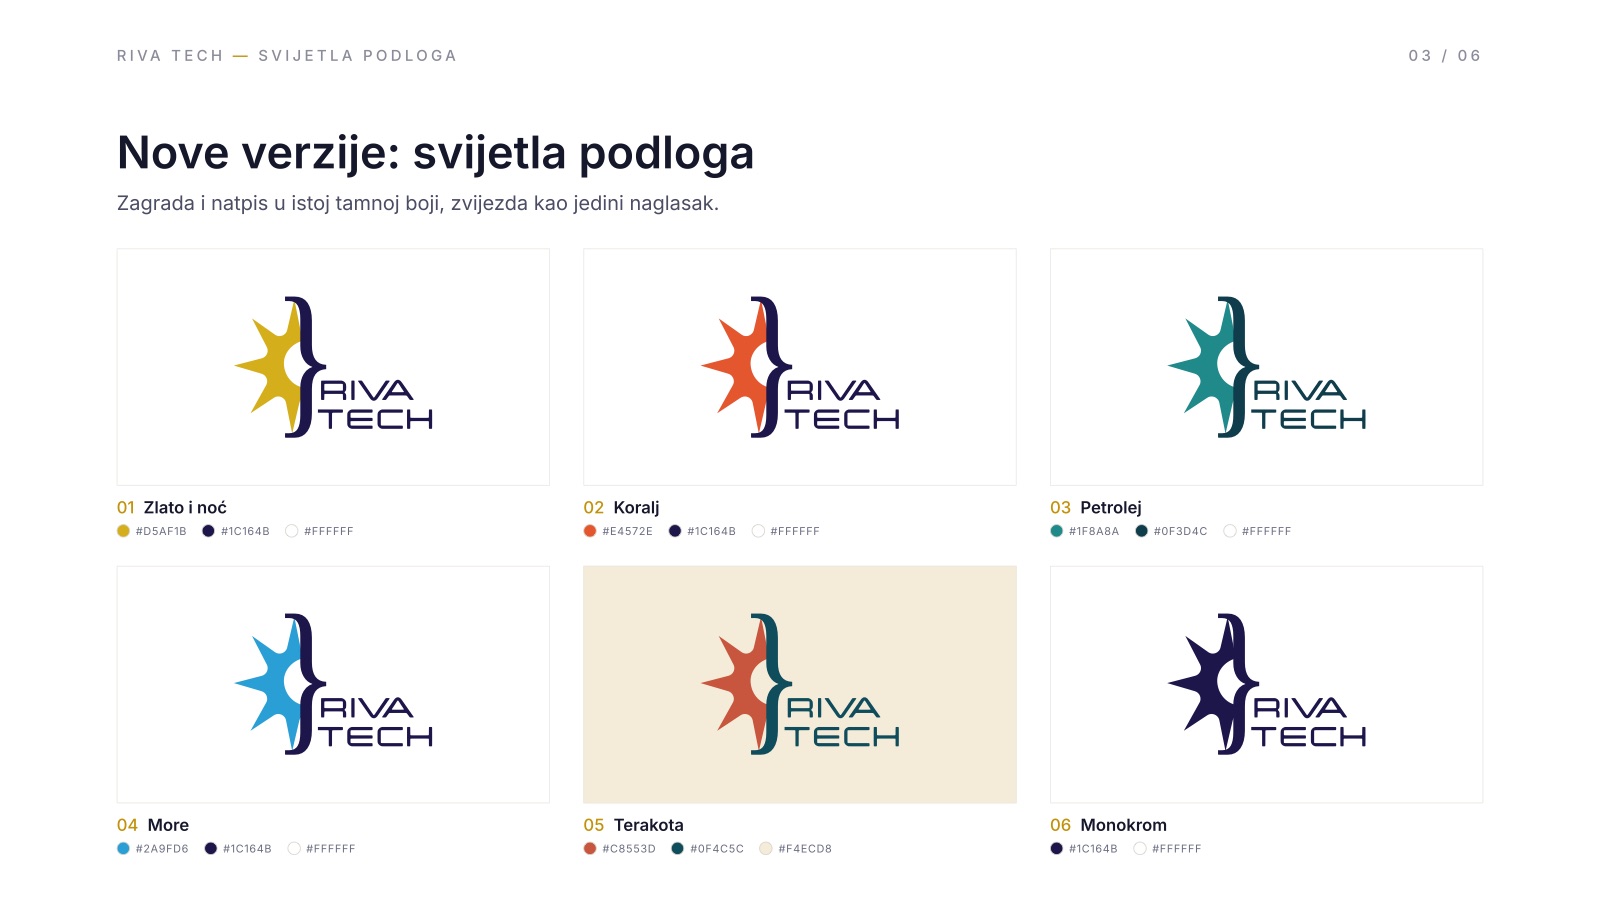 RIVA TECH — SVIJETLA PODLOGA
03 / 06
Nove verzije: svijetla podloga
Zagrada i natpis u istoj tamnoj boji, zvijezda kao jedini naglasak.
RIVA
TECH
RIVA
TECH
RIVA
TECH
01 Zlato i noć
#D5AF1B #1C164B #FFFFFF
02 Koralj
#E4572E #1C164B #FFFFFF
03 Petrolej
#1F8A8A #0F3D4C #FFFFFF
RIVA
TECH
RIVA
TECH
RIVA
TECH
04 More
#2A9FD6 #1C164B #FFFFFF
05 Terakota
#C8553D #0F4C5C #F4ECD8
06 Monokrom
#1C164B #FFFFFF